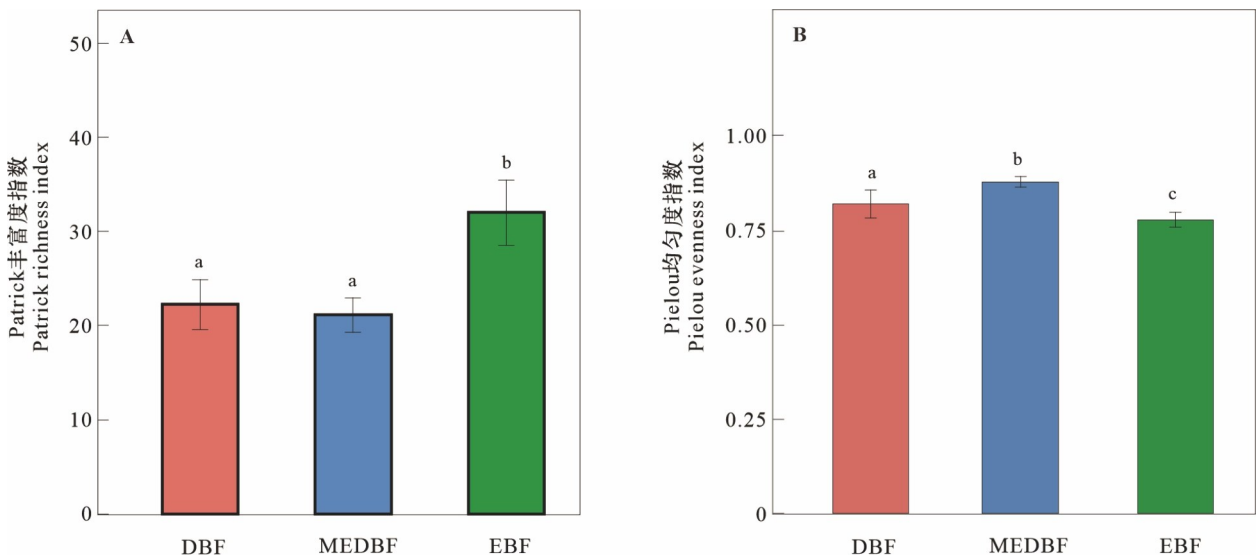 A
50
40
30
20
10
0
Patrick丰富度指数
Patrick richness index
a
a
b
DBF
MEDBF
EBF
B
1.00
0.75
0.50
0.25
0
Pielou均匀度指数
Pielou evenness index
a
b
c
DBF
MEDBF
EBF